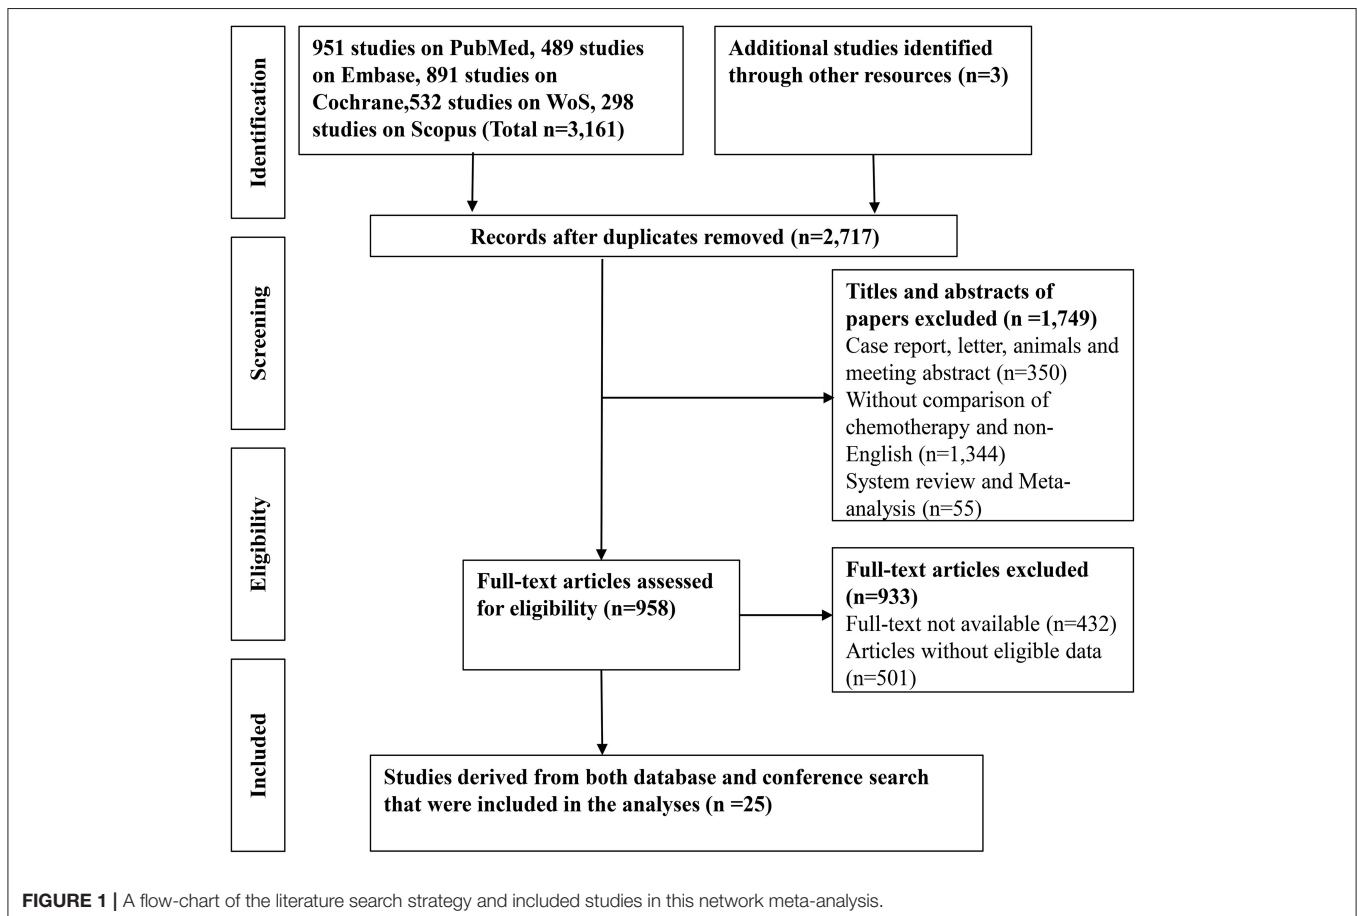 Identification
951 studies on PubMed, 489 studies
on Embase, 891 studies on
Cochrane,532 studies on WoS, 298
studies on Scopus (Total n=3,161)
Additional studies identified
through other resources (n=3)
Records after duplicates removed (n=2,717)
Screening
Titles and abstracts of
papers excluded (n =1,749)
Case report, letter, animals and
meeting abstract (n=350)
Without comparison of
chemotherapy and non-
English (n=1,344)
System review and Meta-
analysis (n=55)
Eligibility
Full-text articles assessed
for eligibility (n=958)
Full-text articles excluded
(n=933)
Full-text not available (n=432)
Articles without eligible data
(n=501)
Included
Studies derived from both database and conference search
that were included in the analyses (n =25)
FIGURE 1 | A flow-chart of the literature search strategy and included studies in this network meta-analysis.